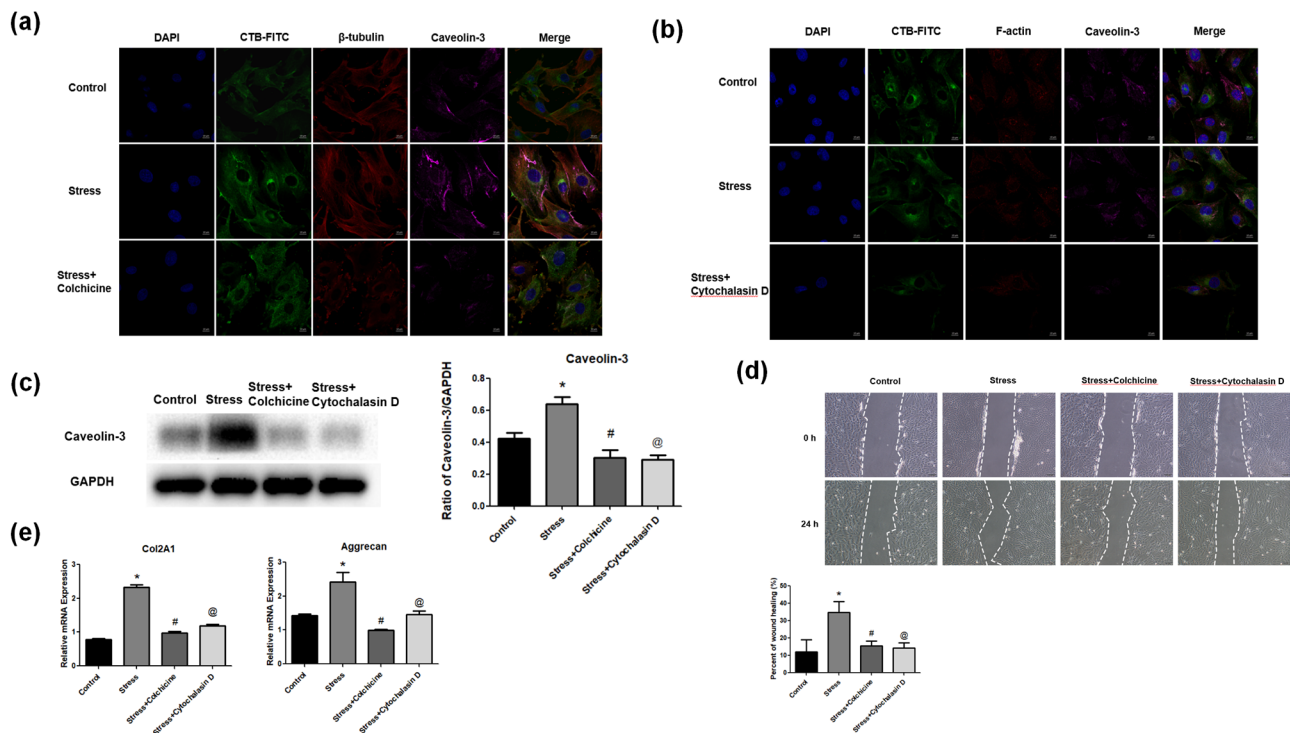 (a)
DAPI CTB-FITC β-tubulin Caveolin-3 Merge
Control
Stress
Stress+
Colchicine
(b)
DAPI CTB-FITC F-actin Caveolin-3 Merge
Control
Stress
Stress+
Cytochalasin D
(c)
Control Stress Stress+ Stress+
Colchicine Cytochalasin D
Caveolin-3
GAPDH
Caveolin-3
Ratio of Caveolin-3/GAPDH
0.8
0.6
0.4
0.2
0.0
*
#
@
Control
Stress
Stress+Colchicine
Stress+Cytochalasin D
(d)
Control Stress Stress+Colchicine Stress+Cytochalasin D
0 h
24 h
Percent of wound healing (%)
50
40
30
20
10
0
*
#
@
Control
Stress
Stress+Colchicine
Stress+Cytochalasin D
(e)
Col2A1
Relative mRNA Expression
3
2
1
0
*
#
@
Control
Stress
Stress+Colchicine
Stress+Cytochalasin D
Aggrecan
Relative mRNA Expression
3
2
1
0
*
#
@
Control
Stress
Stress+Colchicine
Stress+Cytochalasin D